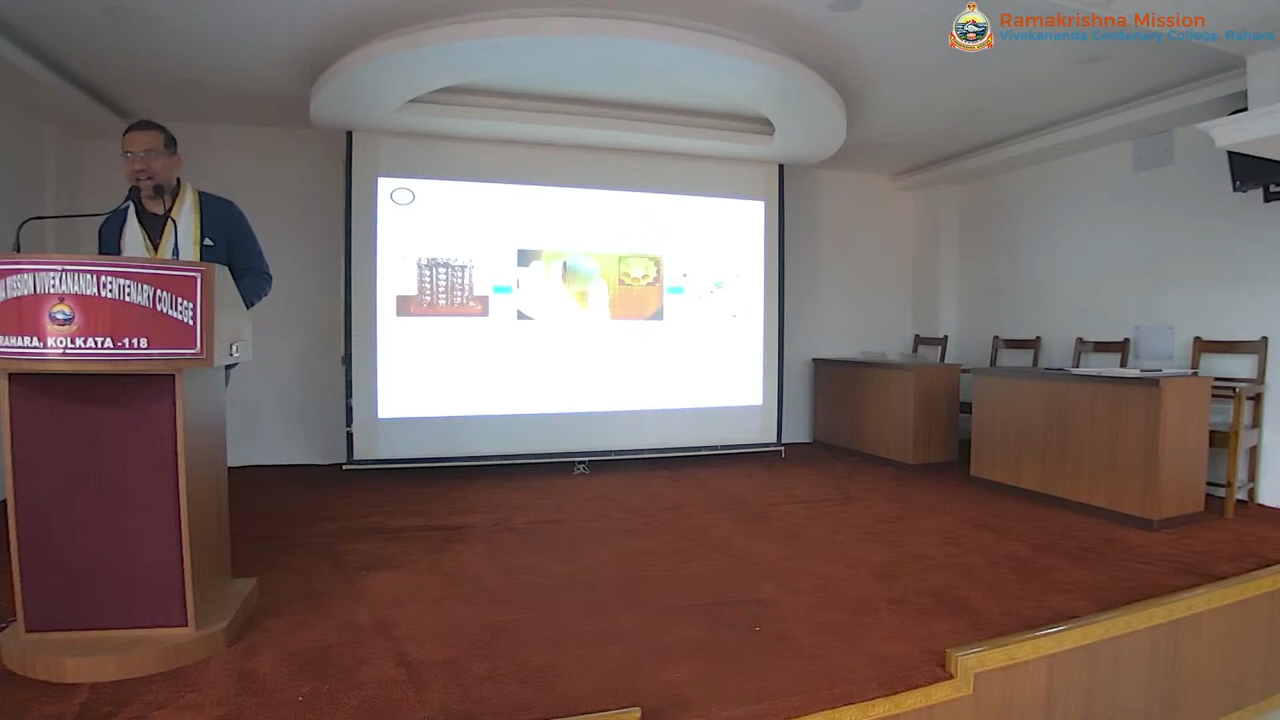 Ramakrishna Mission
Vivekananda Centenary College, Rahara
MISSION VIVEKANANDA CENTENARY COLLEGE
RAHARA, KOLKATA -118